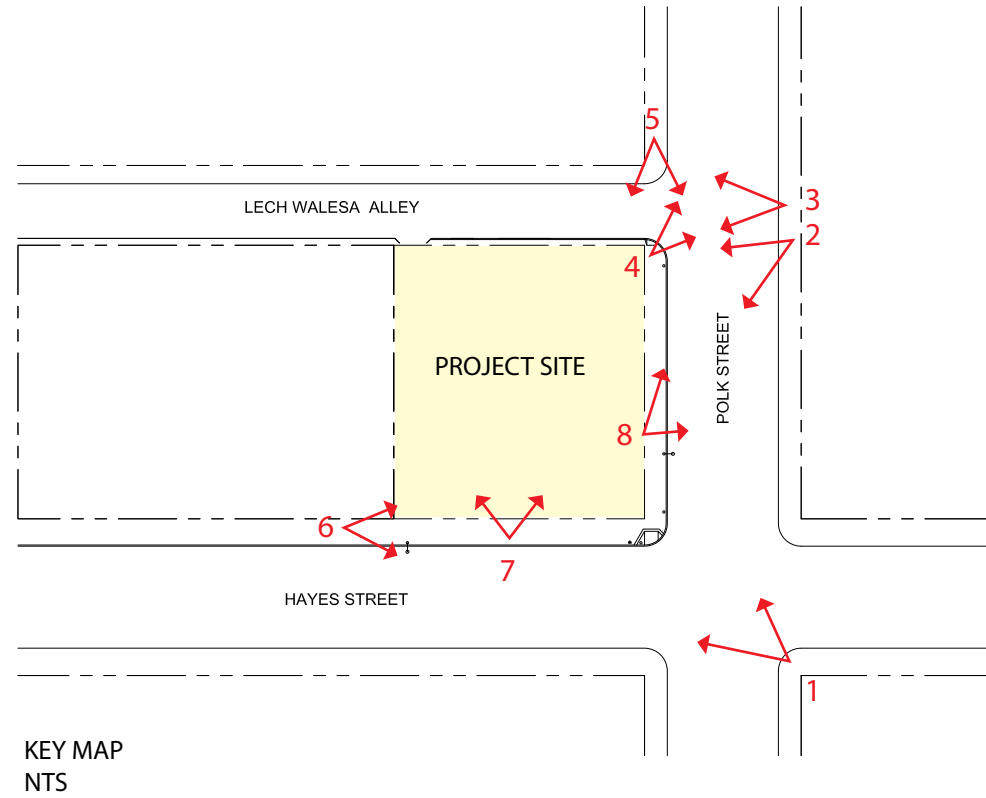 5
LECH WALESA ALLEY
3
2
4
PROJECT SITE
POLK STREET
8
6
7
HAYES STREET
1
KEY MAP
NTS